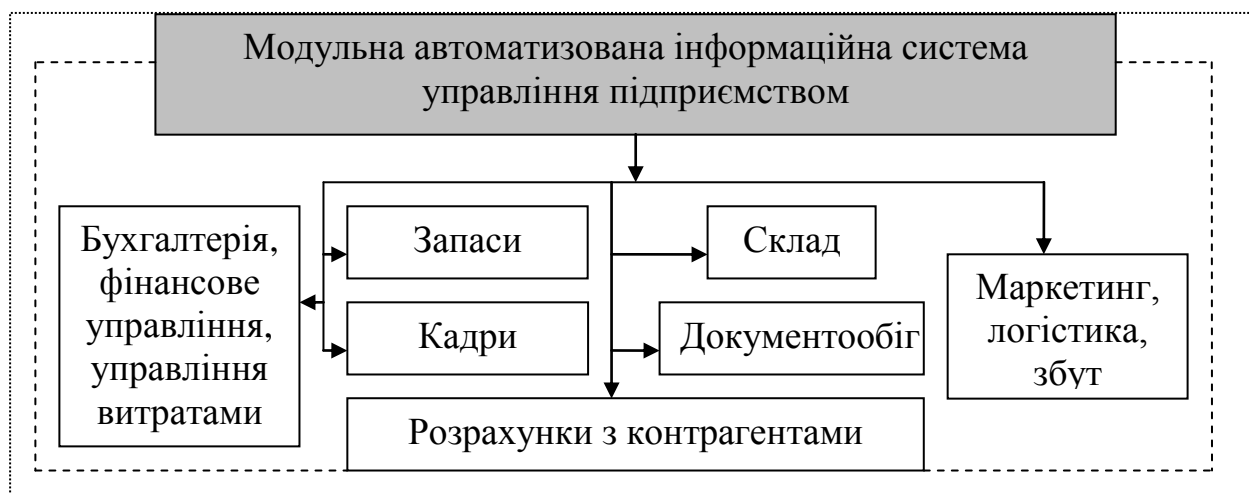 Модульна автоматизована інформаційна система
управління підприємством
Бухгалтерія,
фінансове
управління,
управління
витратами
Запаси
Склад
Кадри
Документообіг
Розрахунки з контрагентами
Маркетинг,
логістика,
збут